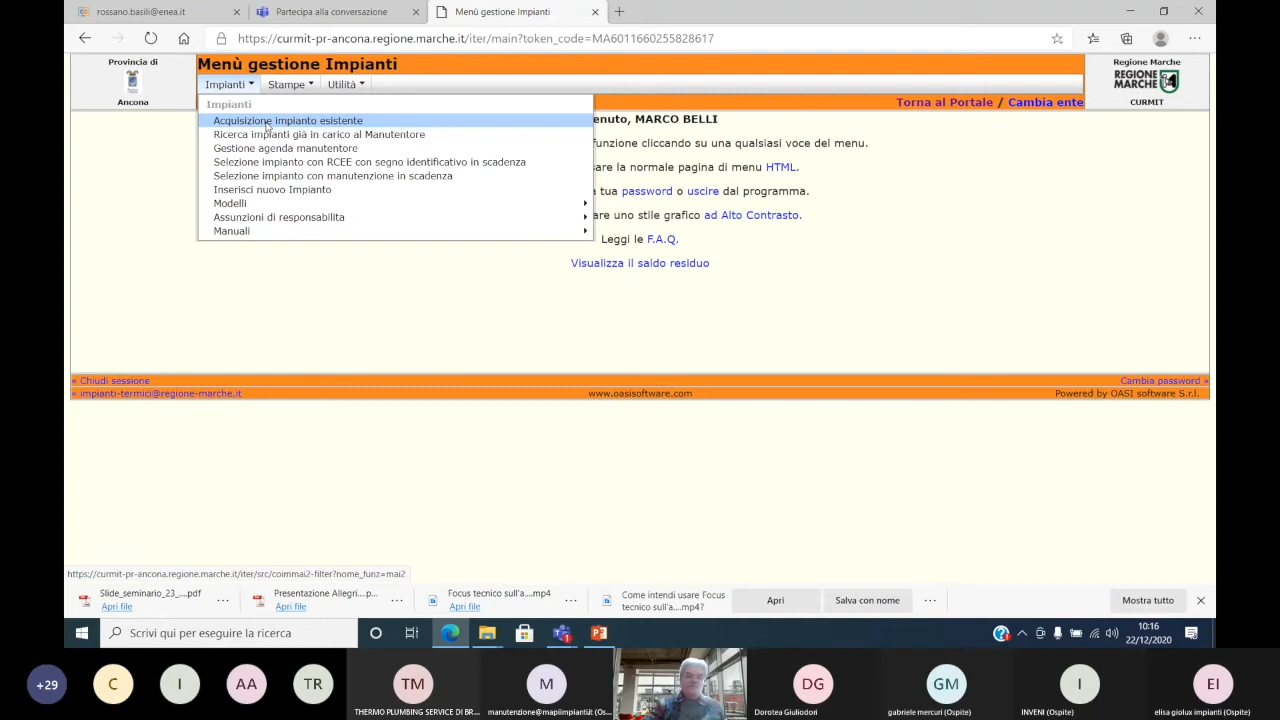 rossano.basili@enea.it
Partecipa alla conversazione
Menù gestione Impianti
https://curmit-pr-ancona.regione.marche.it/iter/main?token_code=MA6011660255828617
Provincia di
Ancona
Menù gestione Impianti
Impianti
Stampe
Utilità
Regione Marche
REGIONE
MARCHE
CURMIT
Torna al Portale / Cambia ente
Impianti
Acquisizione impianto esistente
Ricerca impianti già in carico al Manutentore
Gestione agenda manutentore
Selezione impianto con RCEE con segno identificativo in scadenza
Selezione impianto con manutenzione in scadenza
Inserisci nuovo Impianto
Modelli
Assunzioni di responsabilita
Manuali
enuto, MARCO BELLI
funzione cliccando su una qualsiasi voce del menu.
sare la normale pagina di menu HTML.
a tua password o uscire dal programma.
are uno stile grafico ad Alto Contrasto.
Leggi le F.A.Q.
Visualizza il saldo residuo
« Chiudi sessione
Cambia password »
« impianti-termici@regione-marche.it
www.oasisoftware.com
Powered by OASI software S.r.l.
https://curmit-pr-ancona.regione.marche.it/iter/src/coimmai2-filter?nome_funz=mai2
Slide_seminario_23_....pdf
Apri file
Presentazione Allegri....p...
Apri file
Focus tecnico sull'a....mp4
Apri file
Come intendi usare Focus
tecnico sull'a....mp4?
Apri
Salva con nome
Mostra tutto
Scrivi qui per eseguire la ricerca
10:16
22/12/2020
+29
C
I
AA
TR
TM
THERMO PLUMBING SERVICE DI BR...
M
manutenzione@mapiimpianti.it (Os...
DG
Dorotea Giuliodori
GM
gabriele mercuri (Ospite)
I
INVENI (Ospite)
EI
elisa giolux impianti (Ospite)